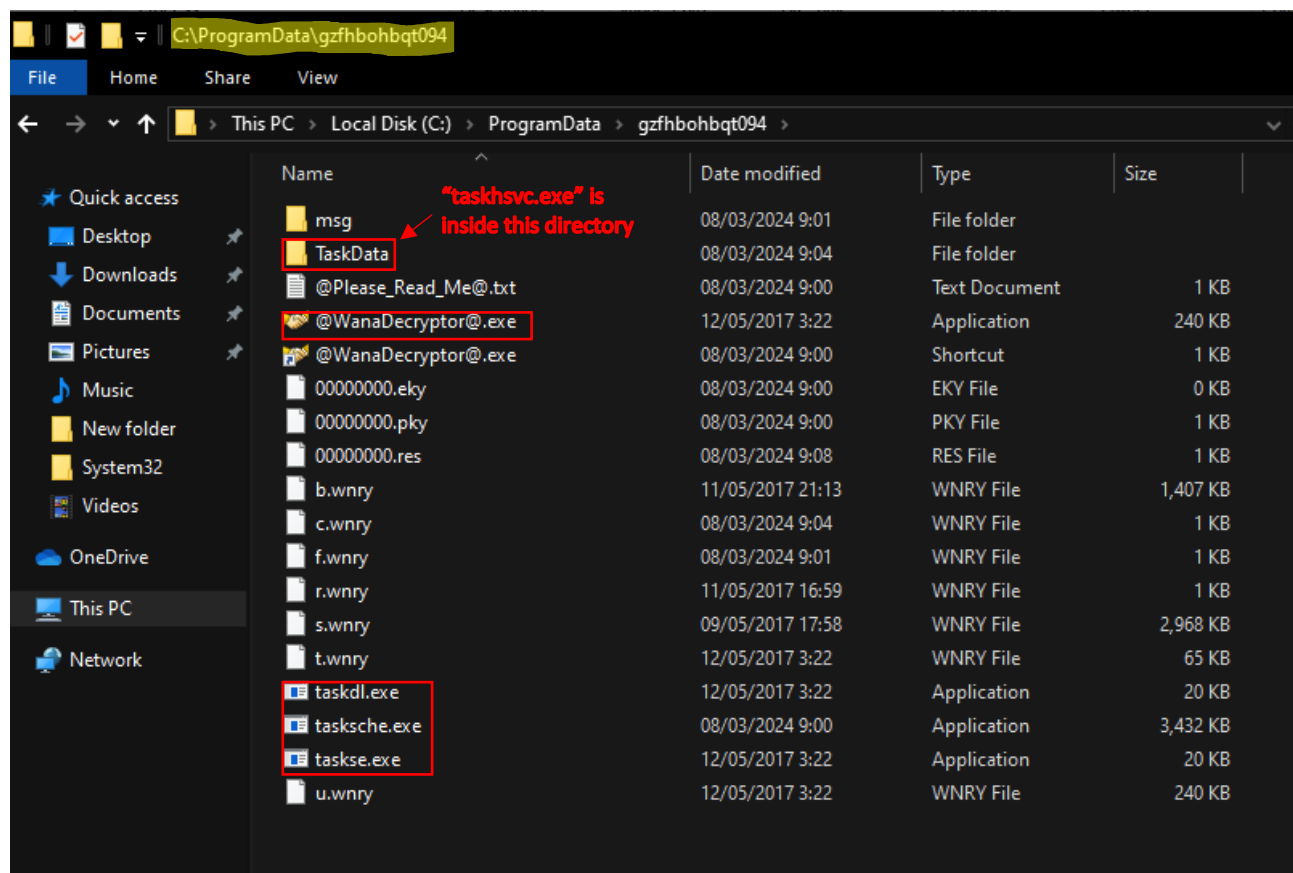 C:\ProgramData\gzfhbohbqt094
File Home Share View
This PC > Local Disk (C:) > ProgramData > gzfhbohbqt094 >
Name Date modified Type Size
Quick access
Desktop
Downloads
Documents
Pictures
Music
New folder
System32
Videos
OneDrive
This PC
Network
“taskhsvc.exe” is
inside this directory
msg 08/03/2024 9:01 File folder
TaskData 08/03/2024 9:04 File folder
@Please_Read_Me@.txt 08/03/2024 9:00 Text Document 1 KB
@WanaDecryptor@.exe 12/05/2017 3:22 Application 240 KB
@WanaDecryptor@.exe 08/03/2024 9:00 Shortcut 1 KB
00000000.eky 08/03/2024 9:00 EKY File 0 KB
00000000.pky 08/03/2024 9:00 PKY File 1 KB
00000000.res 08/03/2024 9:08 RES File 1 KB
b.wnry 11/05/2017 21:13 WNRY File 1,407 KB
c.wnry 08/03/2024 9:04 WNRY File 1 KB
f.wnry 08/03/2024 9:01 WNRY File 1 KB
r.wnry 11/05/2017 16:59 WNRY File 1 KB
s.wnry 09/05/2017 17:58 WNRY File 2,968 KB
t.wnry 12/05/2017 3:22 WNRY File 65 KB
taskdl.exe 12/05/2017 3:22 Application 20 KB
tasksche.exe 08/03/2024 9:00 Application 3,432 KB
taskse.exe 12/05/2017 3:22 Application 20 KB
u.wnry 12/05/2017 3:22 WNRY File 240 KB